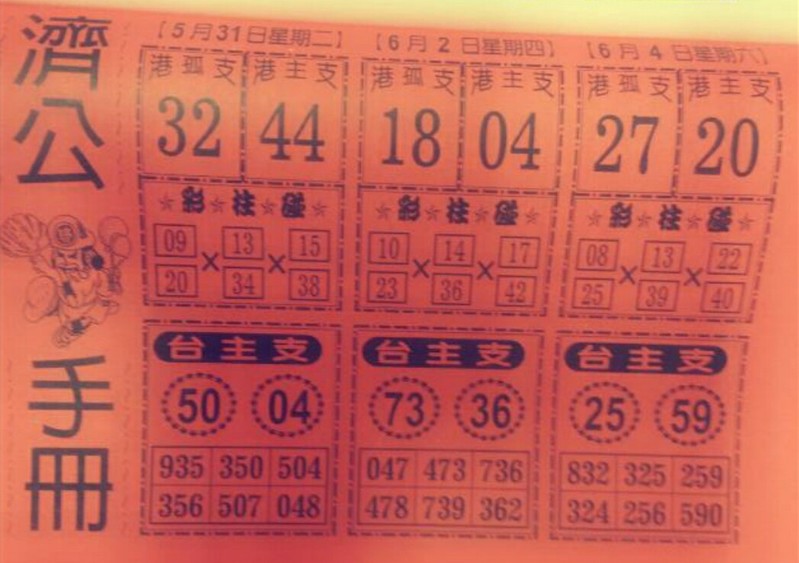 濟公手冊
【5月31日星期二】 【6月2日星期四】 【6月4日星期六】
港孤支 港主支 港孤支 港主支 港孤支 港主支
32 44 18 04 27 20
☆彩☆柱☆碰☆ ☆彩☆柱☆碰☆ ☆彩☆柱☆碰☆
09 13 15 10 14 17 08 13 22
× × × × × ×
20 34 38 23 36 42 25 39 40
台主支 台主支 台主支
50 04 73 36 25 59
935 350 504 047 473 736 832 325 259
356 507 048 478 739 362 324 256 590